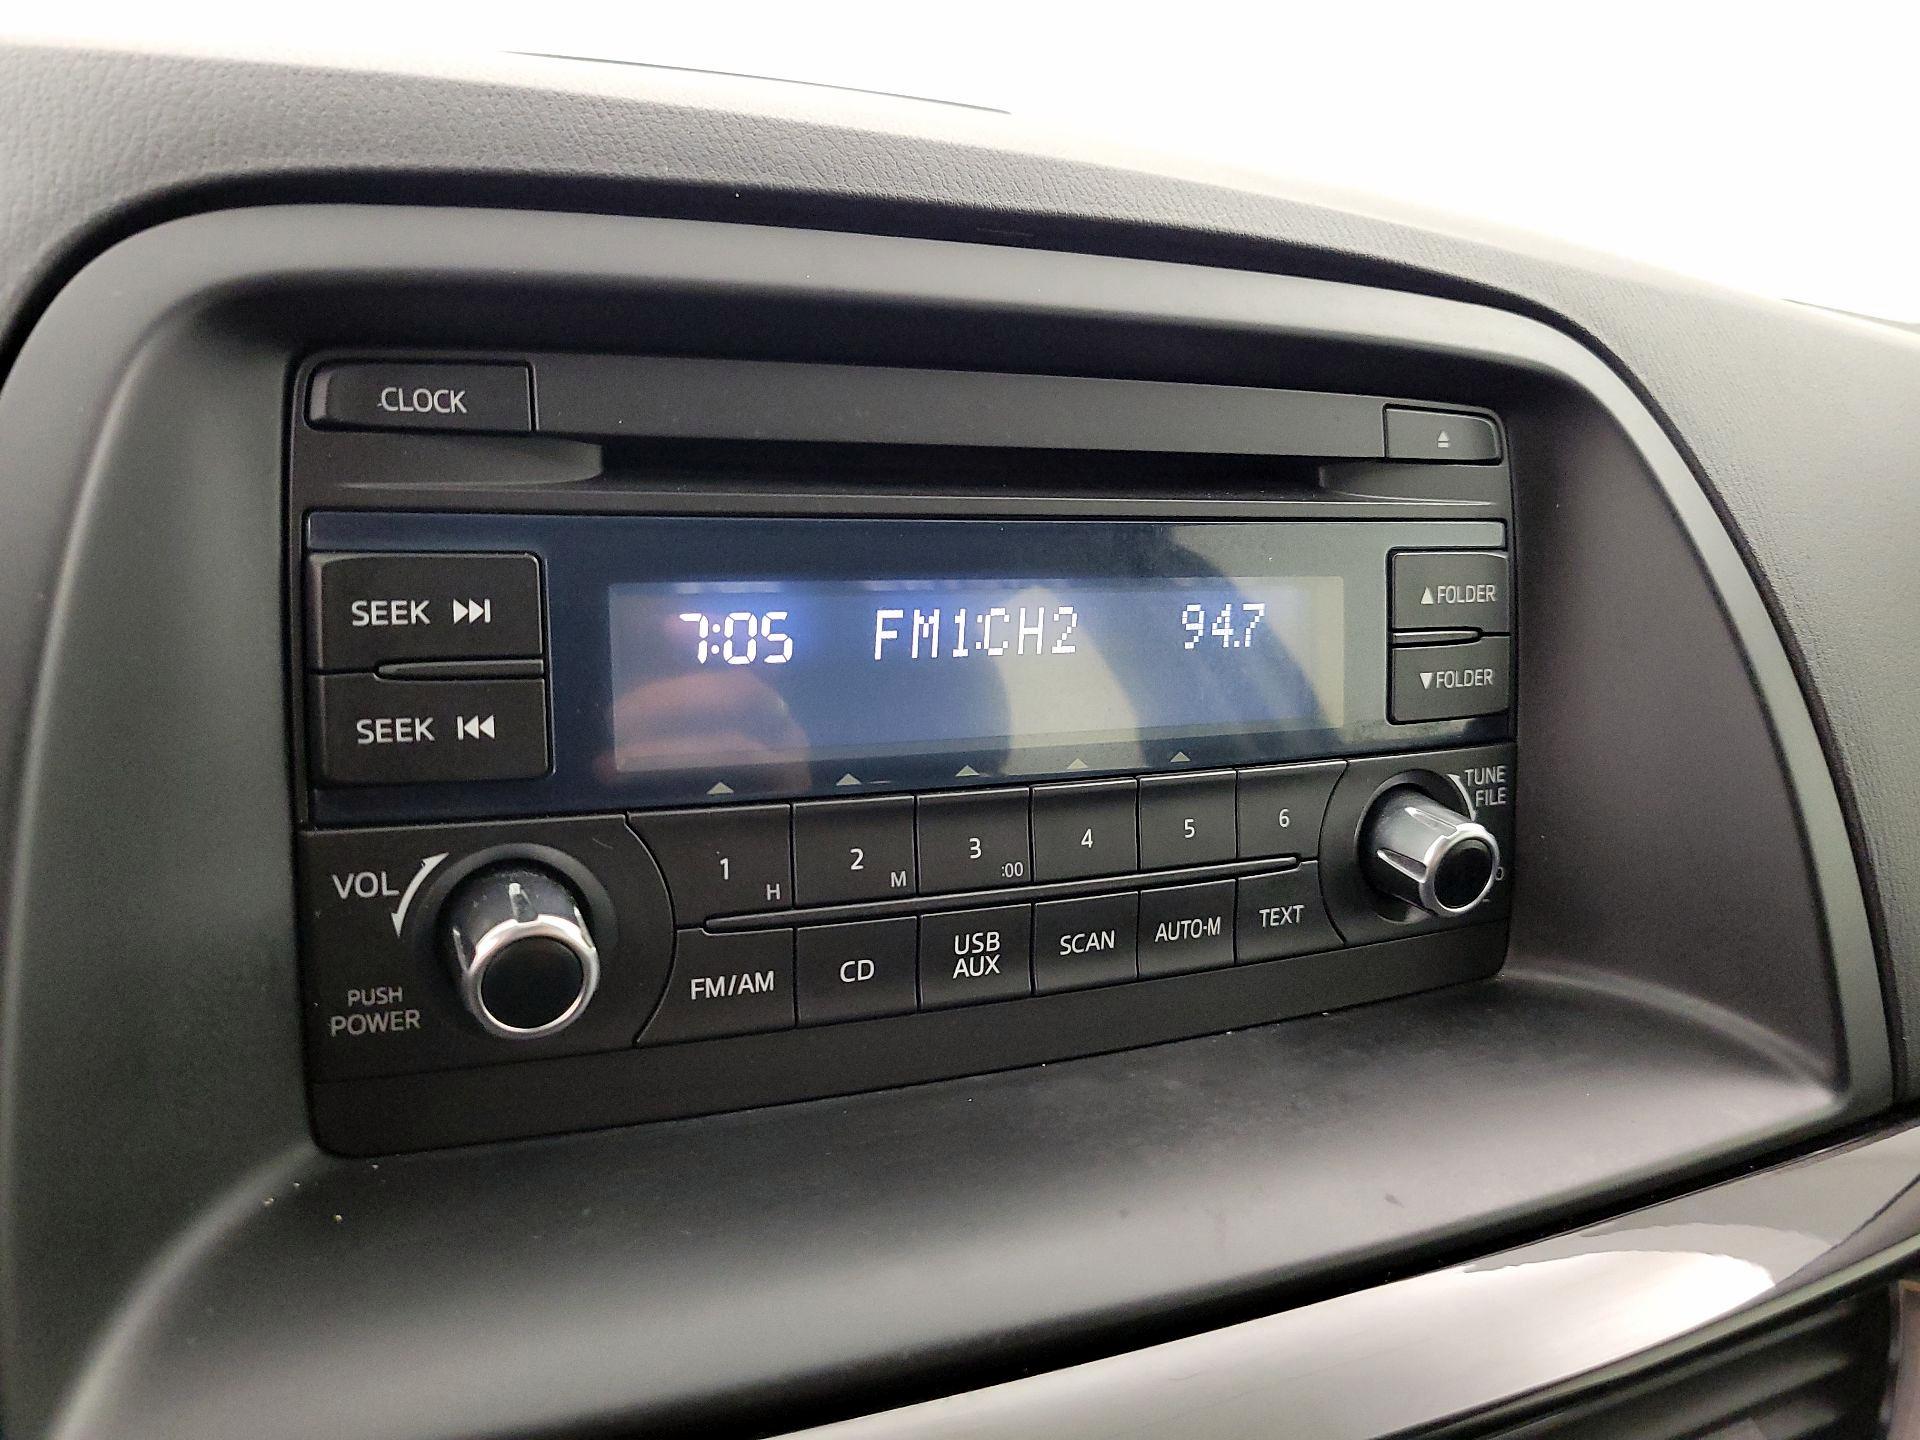 CLOCK
SEEK
7:05 FM1:CH2 94.7
▲FOLDER
SEEK
▼FOLDER
TUNE
FILE
VOL
1 H
2 M
3 :00
4
5
6
PUSH
POWER
FM/AM
CD
USB
AUX
SCAN
AUTO-M
TEXT